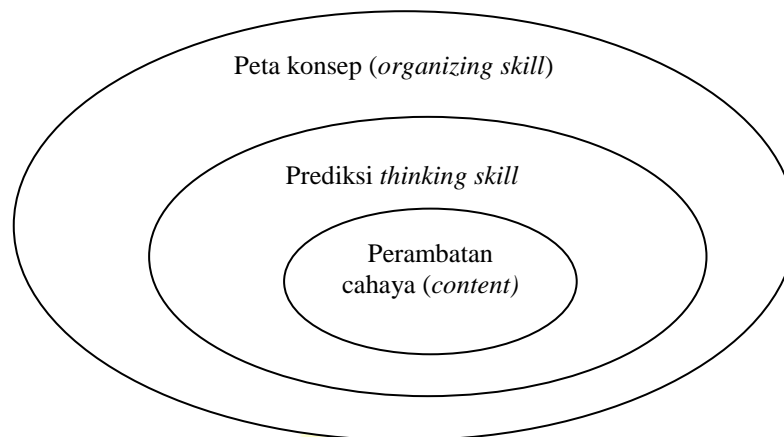 Peta konsep (organizing skill)
Prediksi thinking skill
Perambatan
cahaya (content)